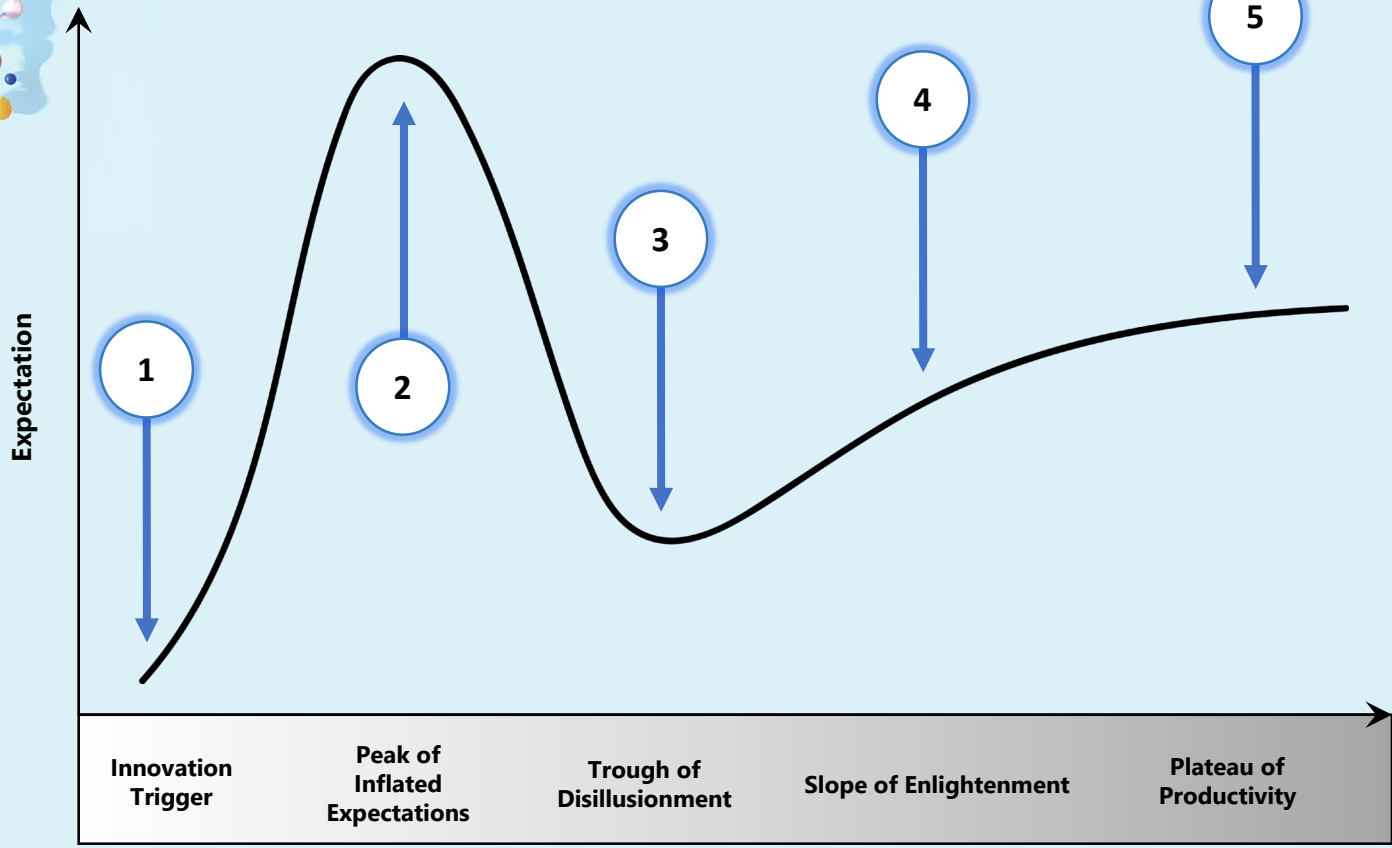 5
4
3
1
2
Expectation
Innovation
Trigger
Peak of
Inflated
Expectations
Trough of
Disillusionment
Slope of Enlightenment
Plateau of
Productivity